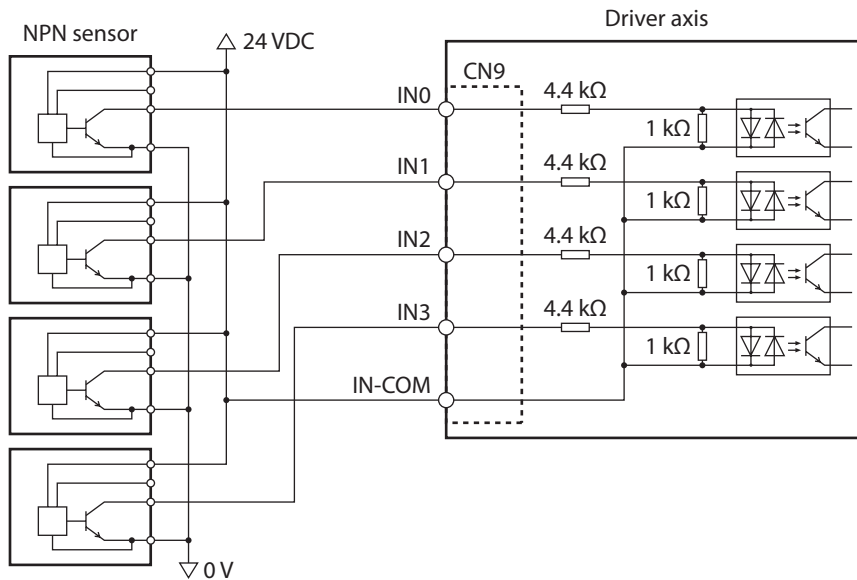 Driver axis
NPN sensor
24 VDC
CN9
IN0
4.4 kΩ
1 kΩ
IN1
4.4 kΩ
1 kΩ
IN2
4.4 kΩ
1 kΩ
IN3
4.4 kΩ
1 kΩ
IN-COM
0 V